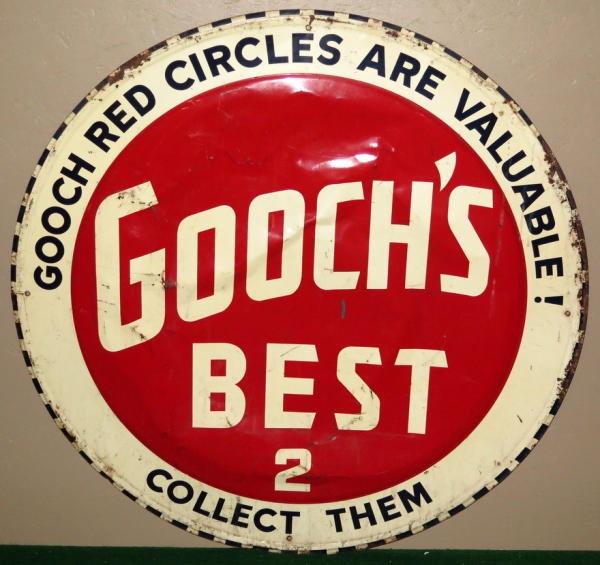 GOOCH RED CIRCLES ARE VALUABLE!
GOOCH'S
BEST
2
COLLECT THEM